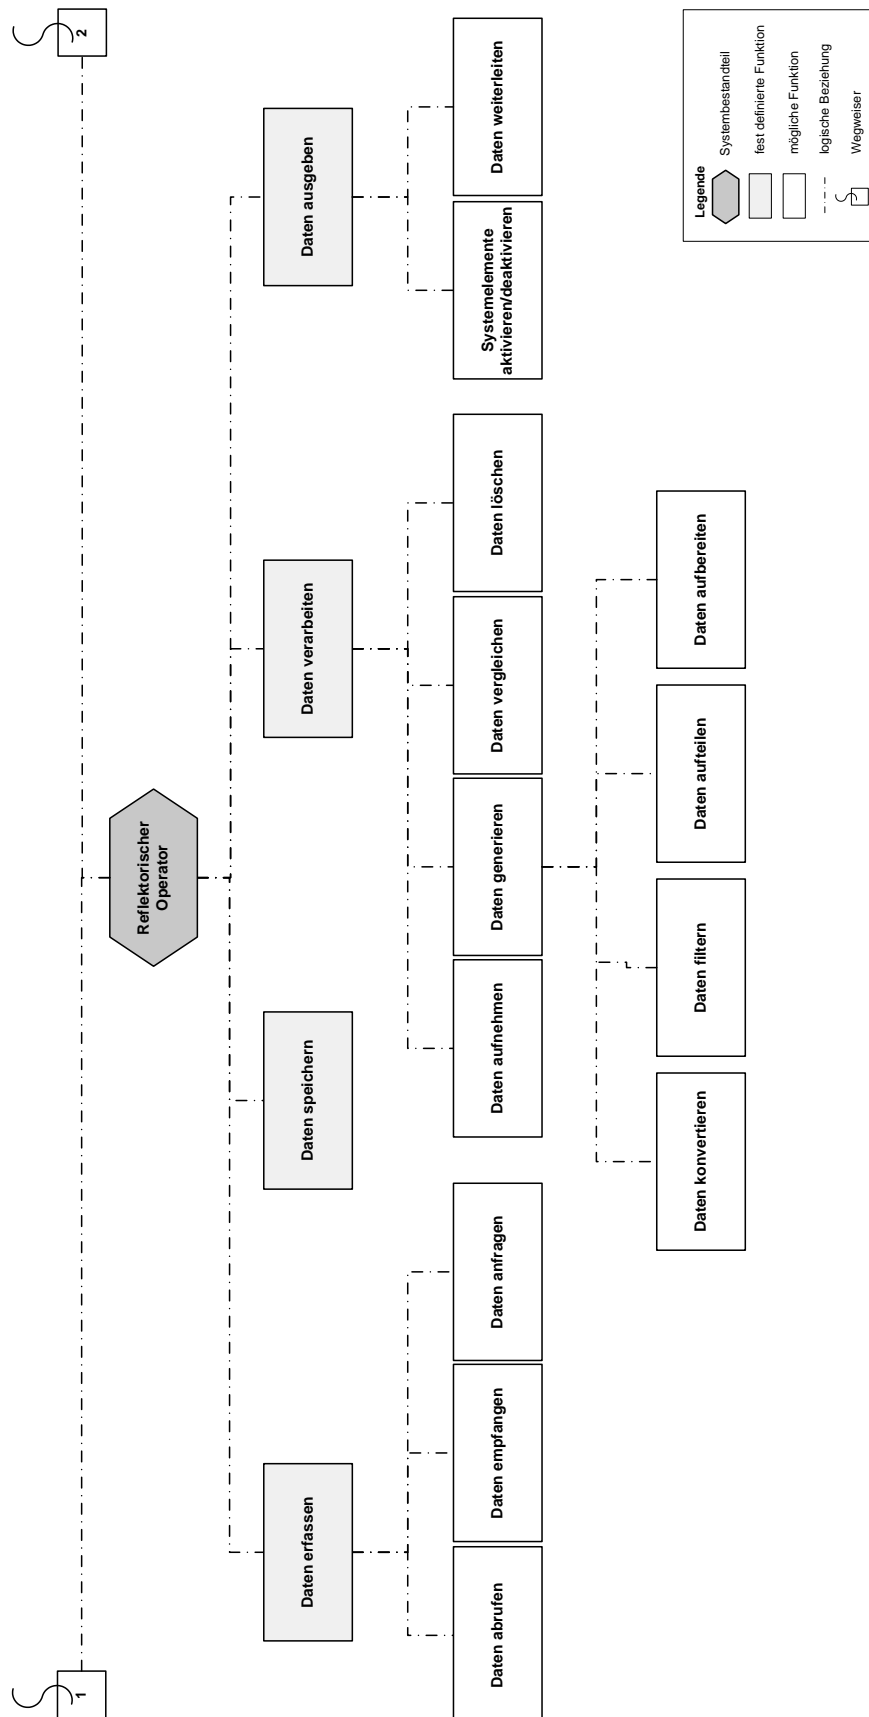 1
2
Reflektorischer
Operator
Daten erfassen
Daten speichern
Daten verarbeiten
Daten ausgeben
Daten abrufen
Daten empfangen
Daten anfragen
Daten aufnehmen
Daten generieren
Daten vergleichen
Daten löschen
Systemelemente
aktivieren/deaktivieren
Daten weiterleiten
Daten konvertieren
Daten filtern
Daten aufteilen
Daten aufbereiten
Legende
Systembestandteil
fest definierte Funktion
mögliche Funktion
logische Beziehung
Wegweiser